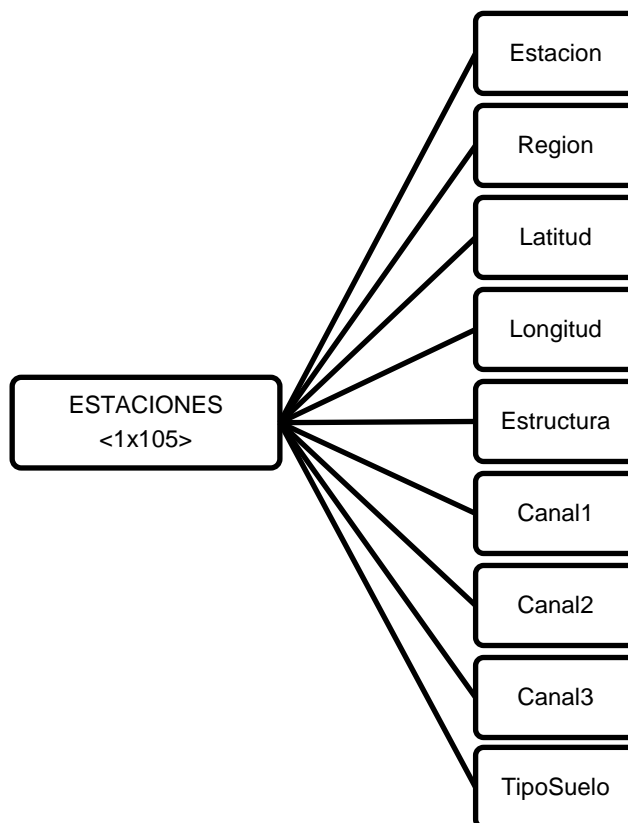 Estacion
Region
Latitud
Longitud
ESTACIONES
<1x105>
Estructura
Canal1
Canal2
Canal3
TipoSuelo